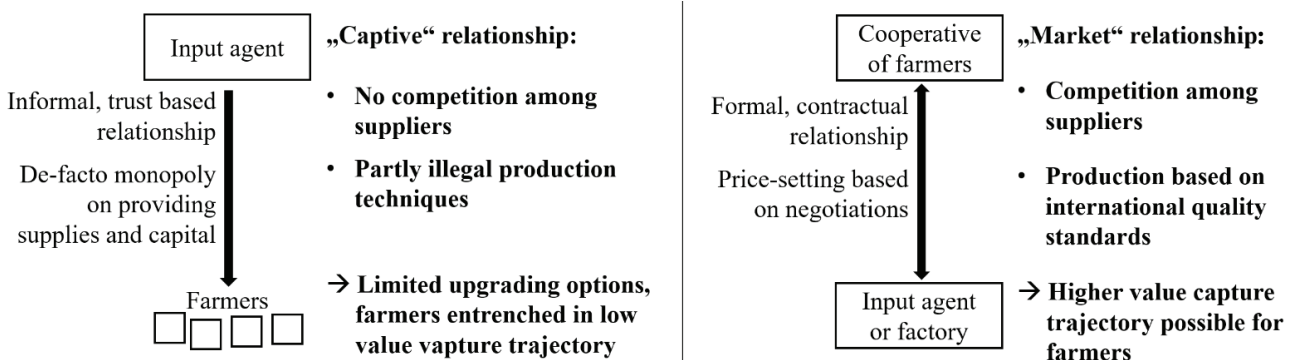 Input agent
Informal, trust based
relationship
De-facto monopoly
on providing
supplies and capital
Farmers
„Captive“ relationship:
• No competition among
suppliers
• Partly illegal production
techniques
→ Limited upgrading options,
farmers entrenched in low
value vapture trajectory
Cooperative
of farmers
Formal, contractual
relationship
Price-setting based
on negotiations
Input agent
or factory
„Market“ relationship:
• Competition among
suppliers
• Production based on
international quality
standards
→ Higher value capture
trajectory possible for
farmers